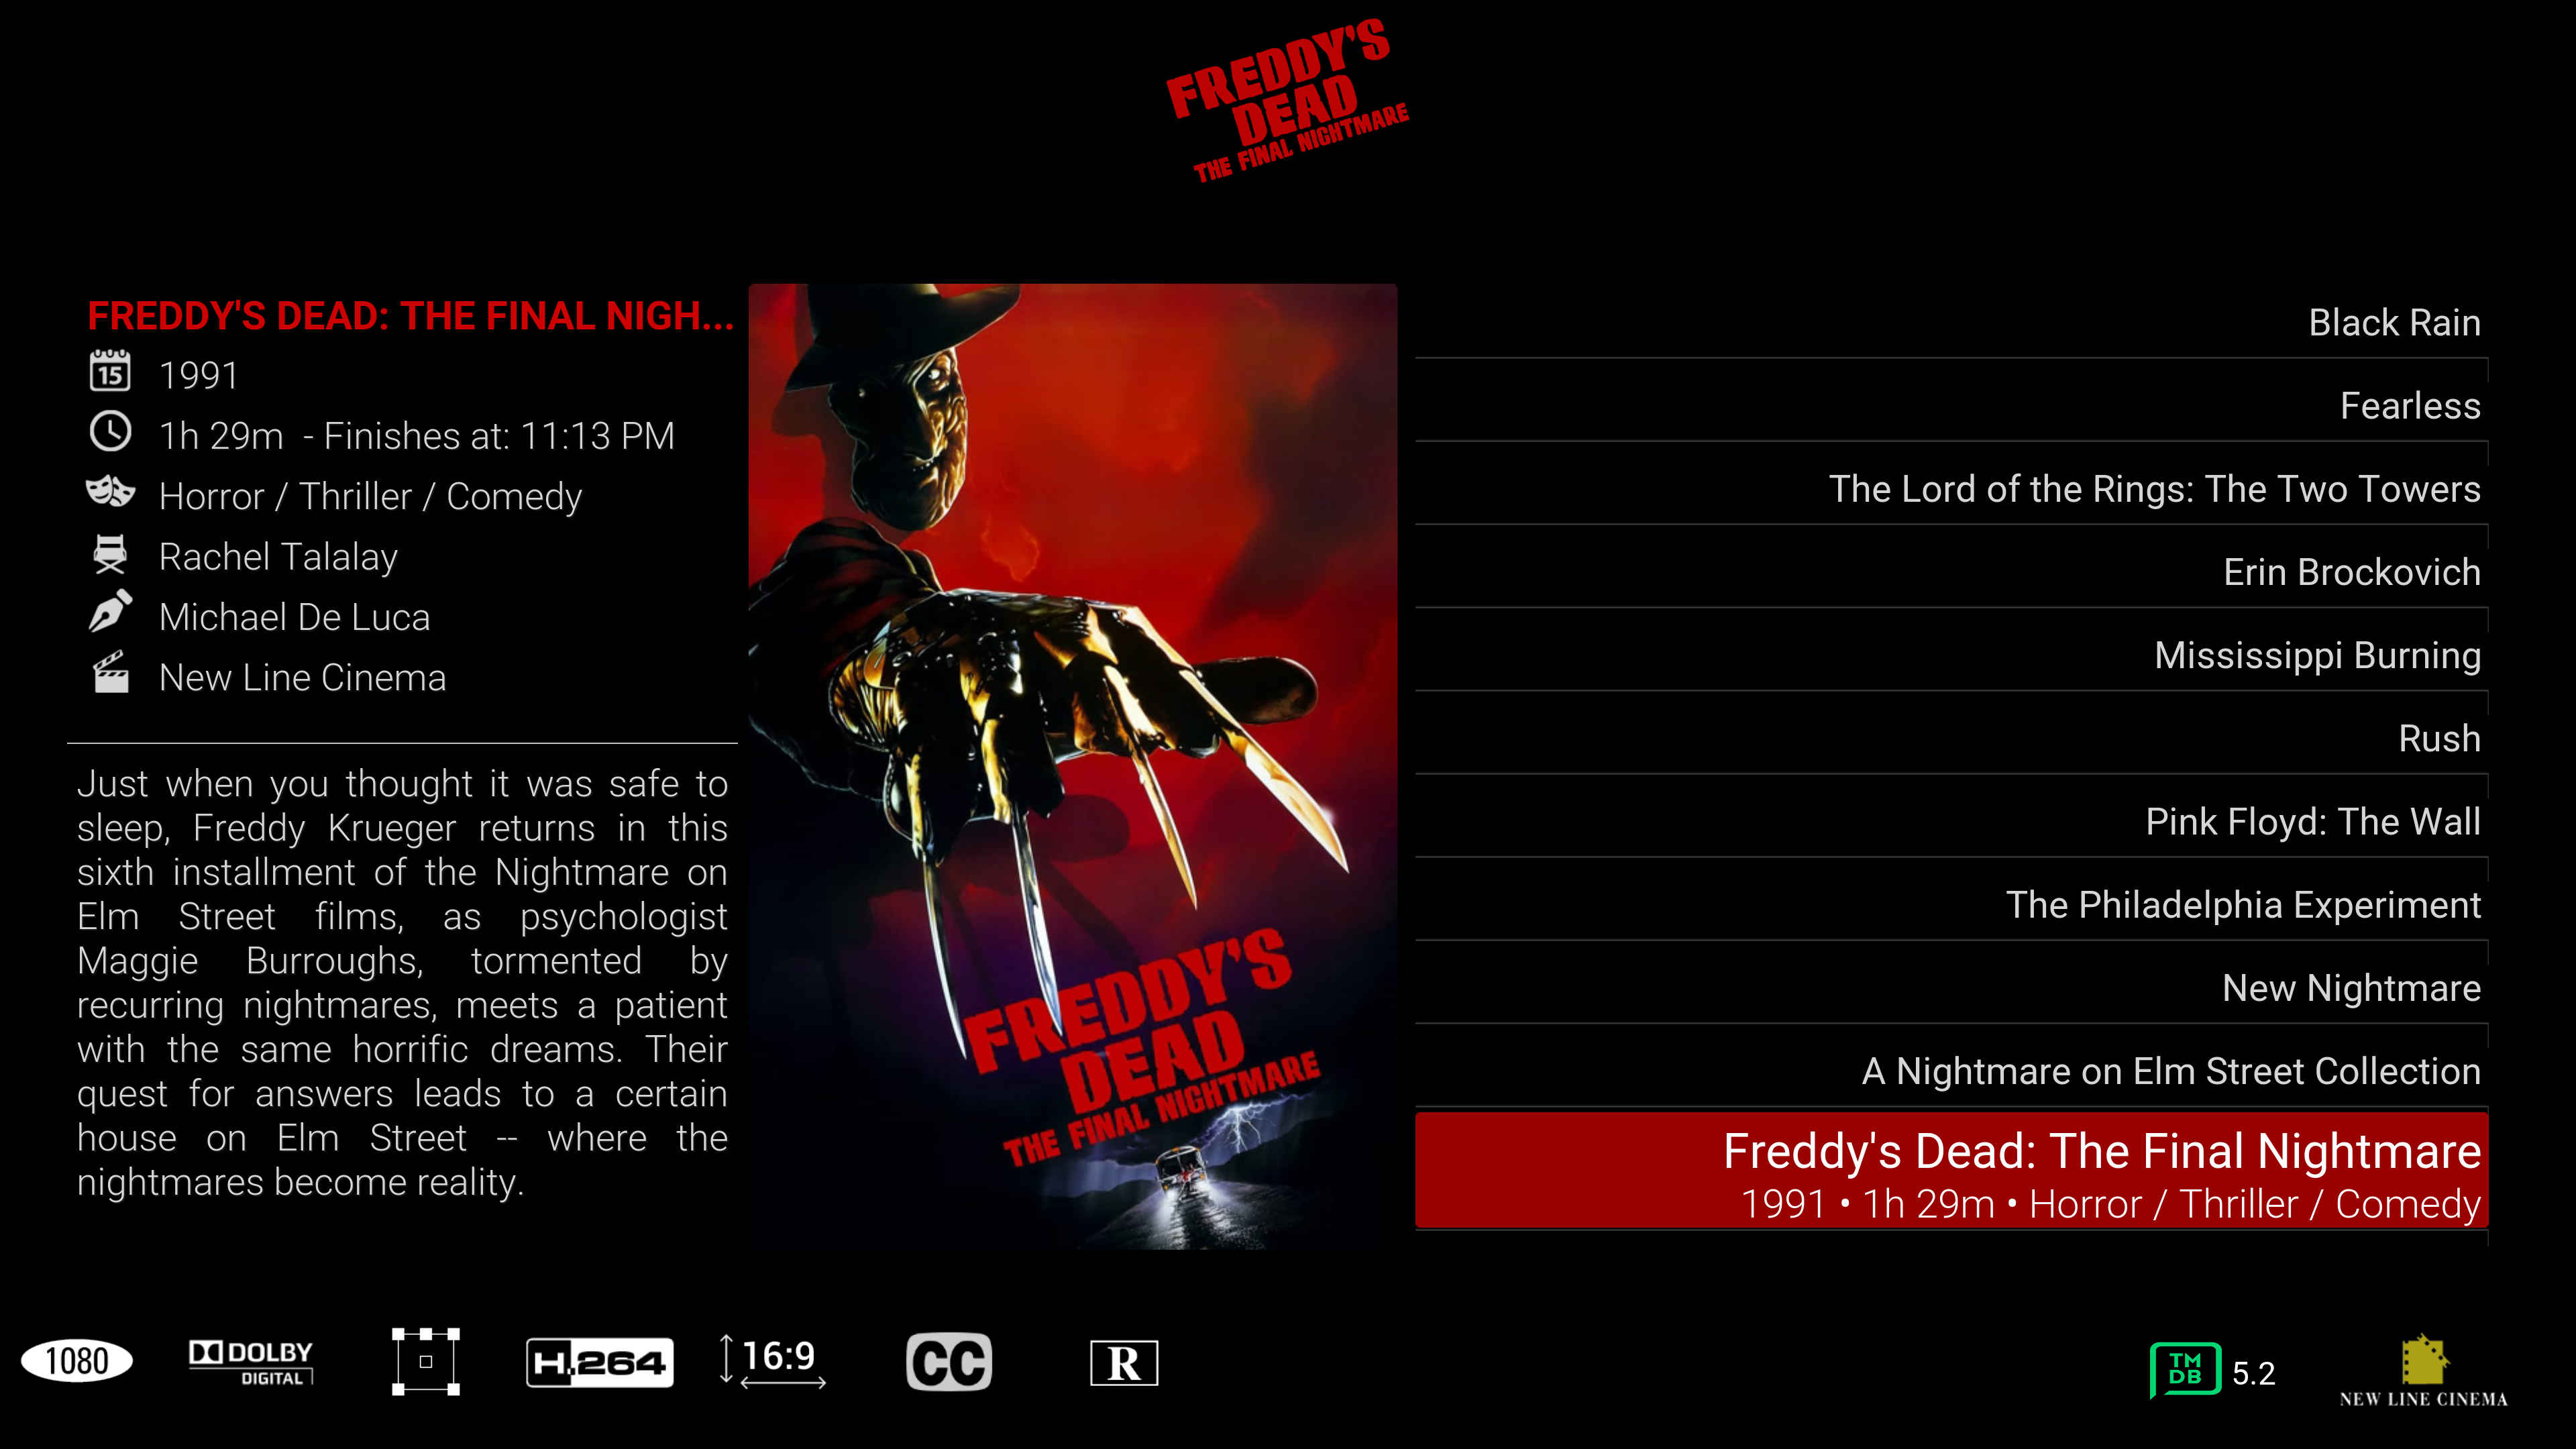 FREDDY'S
DEAD
THE FINAL NIGHTMARE
FREDDY'S DEAD: THE FINAL NIGH...
15 1991
1h 29m - Finishes at: 11:13 PM
Horror / Thriller / Comedy
Rachel Talalay
Michael De Luca
New Line Cinema
Just when you thought it was safe to
sleep, Freddy Krueger returns in this
sixth installment of the Nightmare on
Elm Street films, as psychologist
Maggie Burroughs, tormented by
recurring nightmares, meets a patient
with the same horrific dreams. Their
quest for answers leads to a certain
house on Elm Street -- where the
nightmares become reality.
FREDDY'S
DEAD
THE FINAL NIGHTMARE
Black Rain
Fearless
The Lord of the Rings: The Two Towers
Erin Brockovich
Mississippi Burning
Rush
Pink Floyd: The Wall
The Philadelphia Experiment
New Nightmare
A Nightmare on Elm Street Collection
Freddy's Dead: The Final Nightmare
1991 • 1h 29m • Horror / Thriller / Comedy
1080
DOLBY
DIGITAL
H.264
16:9
CC
R
TM
DB
5.2
NEW LINE CINEMA